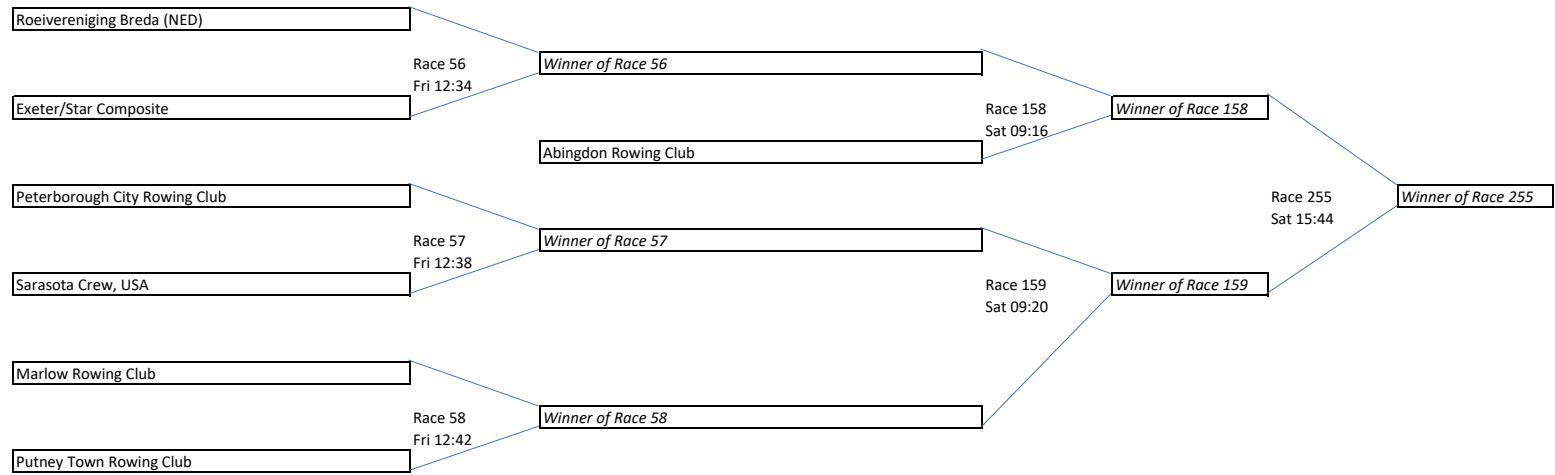 Roeivereniging Breda (NED)
Race 56
Fri 12:34
Winner of Race 56
Exeter/Star Composite
Race 158
Sat 09:16
Winner of Race 158
Abingdon Rowing Club
Peterborough City Rowing Club
Race 255
Sat 15:44
Winner of Race 255
Race 57
Fri 12:38
Winner of Race 57
Sarasota Crew, USA
Race 159
Sat 09:20
Winner of Race 159
Marlow Rowing Club
Race 58
Fri 12:42
Winner of Race 58
Putney Town Rowing Club